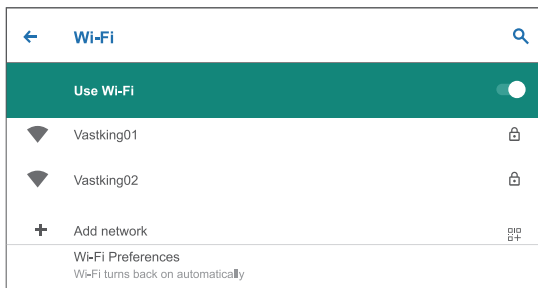 Wi-Fi
Use Wi-Fi
Vastking01
Vastking02
Add network
Wi-Fi Preferences
Wi-Fi turns back on automatically